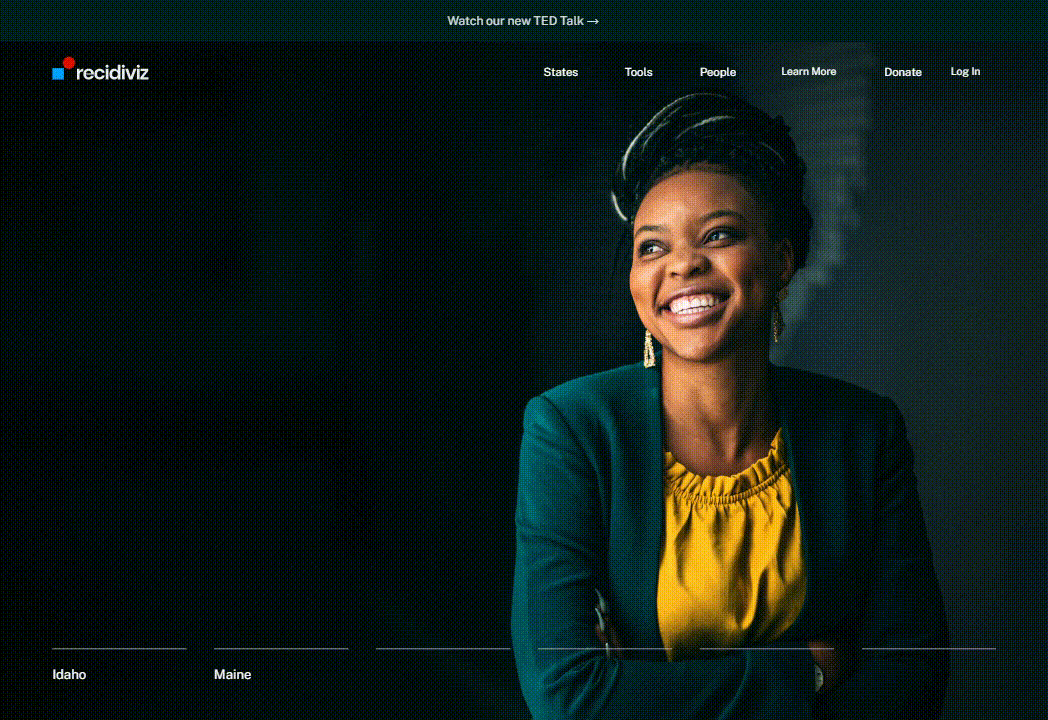 Watch our new TED Talk →
recidiviz
States
Tools
People
Learn More
Donate
Log In
Idaho
Maine